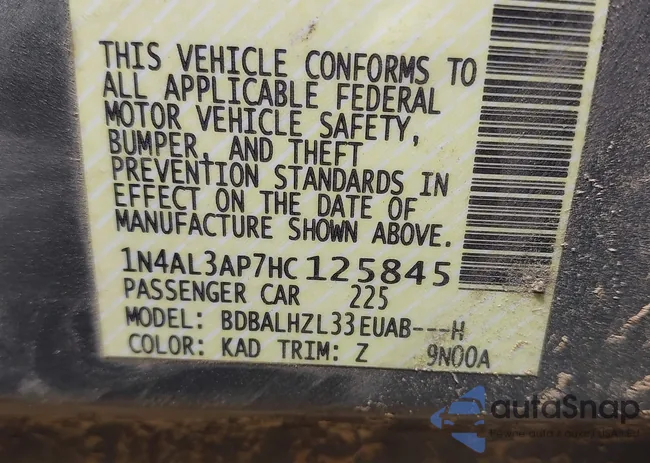 THIS VEHICLE CONFORMS TO
ALL APPLICABLE FEDERAL
MOTOR VEHICLE SAFETY,
BUMPER, AND THEFT
PREVENTION STANDARDS IN
EFFECT ON THE DATE OF
MANUFACTURE SHOWN ABOVE.
1N4AL3AP7HC125845
PASSENGER CAR 225
MODEL: BDBALHZL33EUAB---H
COLOR: KAD TRIM: Z 9N00A
autoSnap